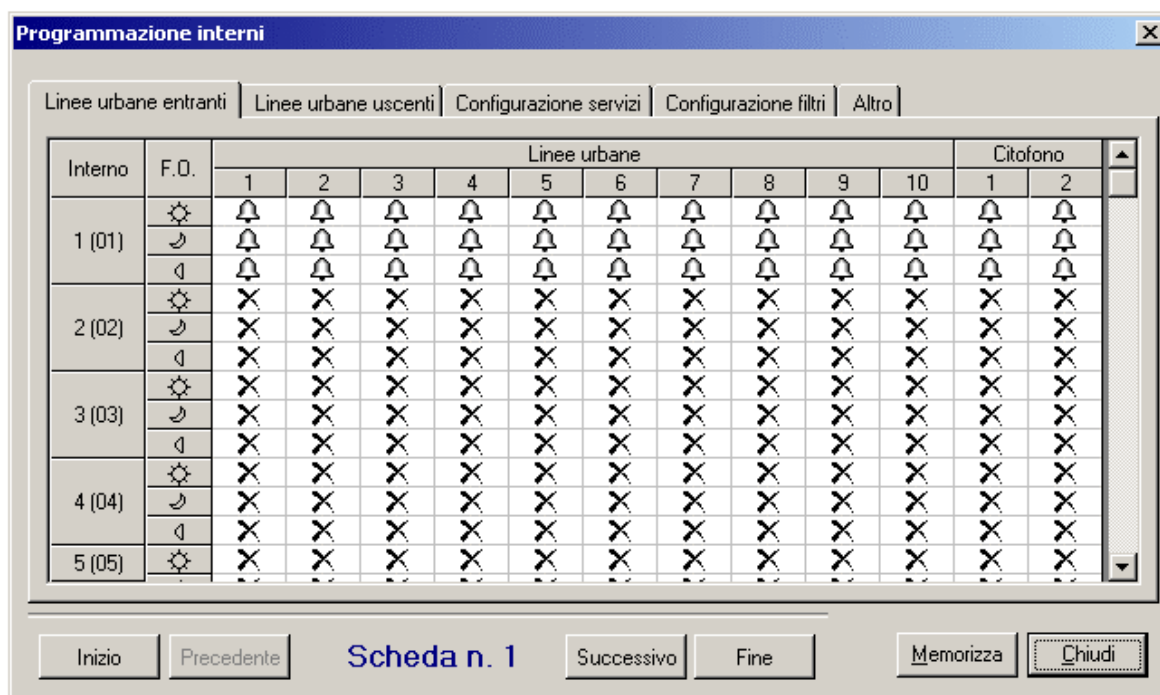 Programmazione interni
Linee urbane entranti Linee urbane uscenti Configurazione servizi Configurazione filtri Altro
Interno F.O. Linee urbane Citofono
1 2 3 4 5 6 7 8 9 10 1 2
1 (01)
2 (02)
3 (03)
4 (04)
5 (05)
Inizio Precedente Scheda n. 1 Successivo Fine Memorizza Chiudi